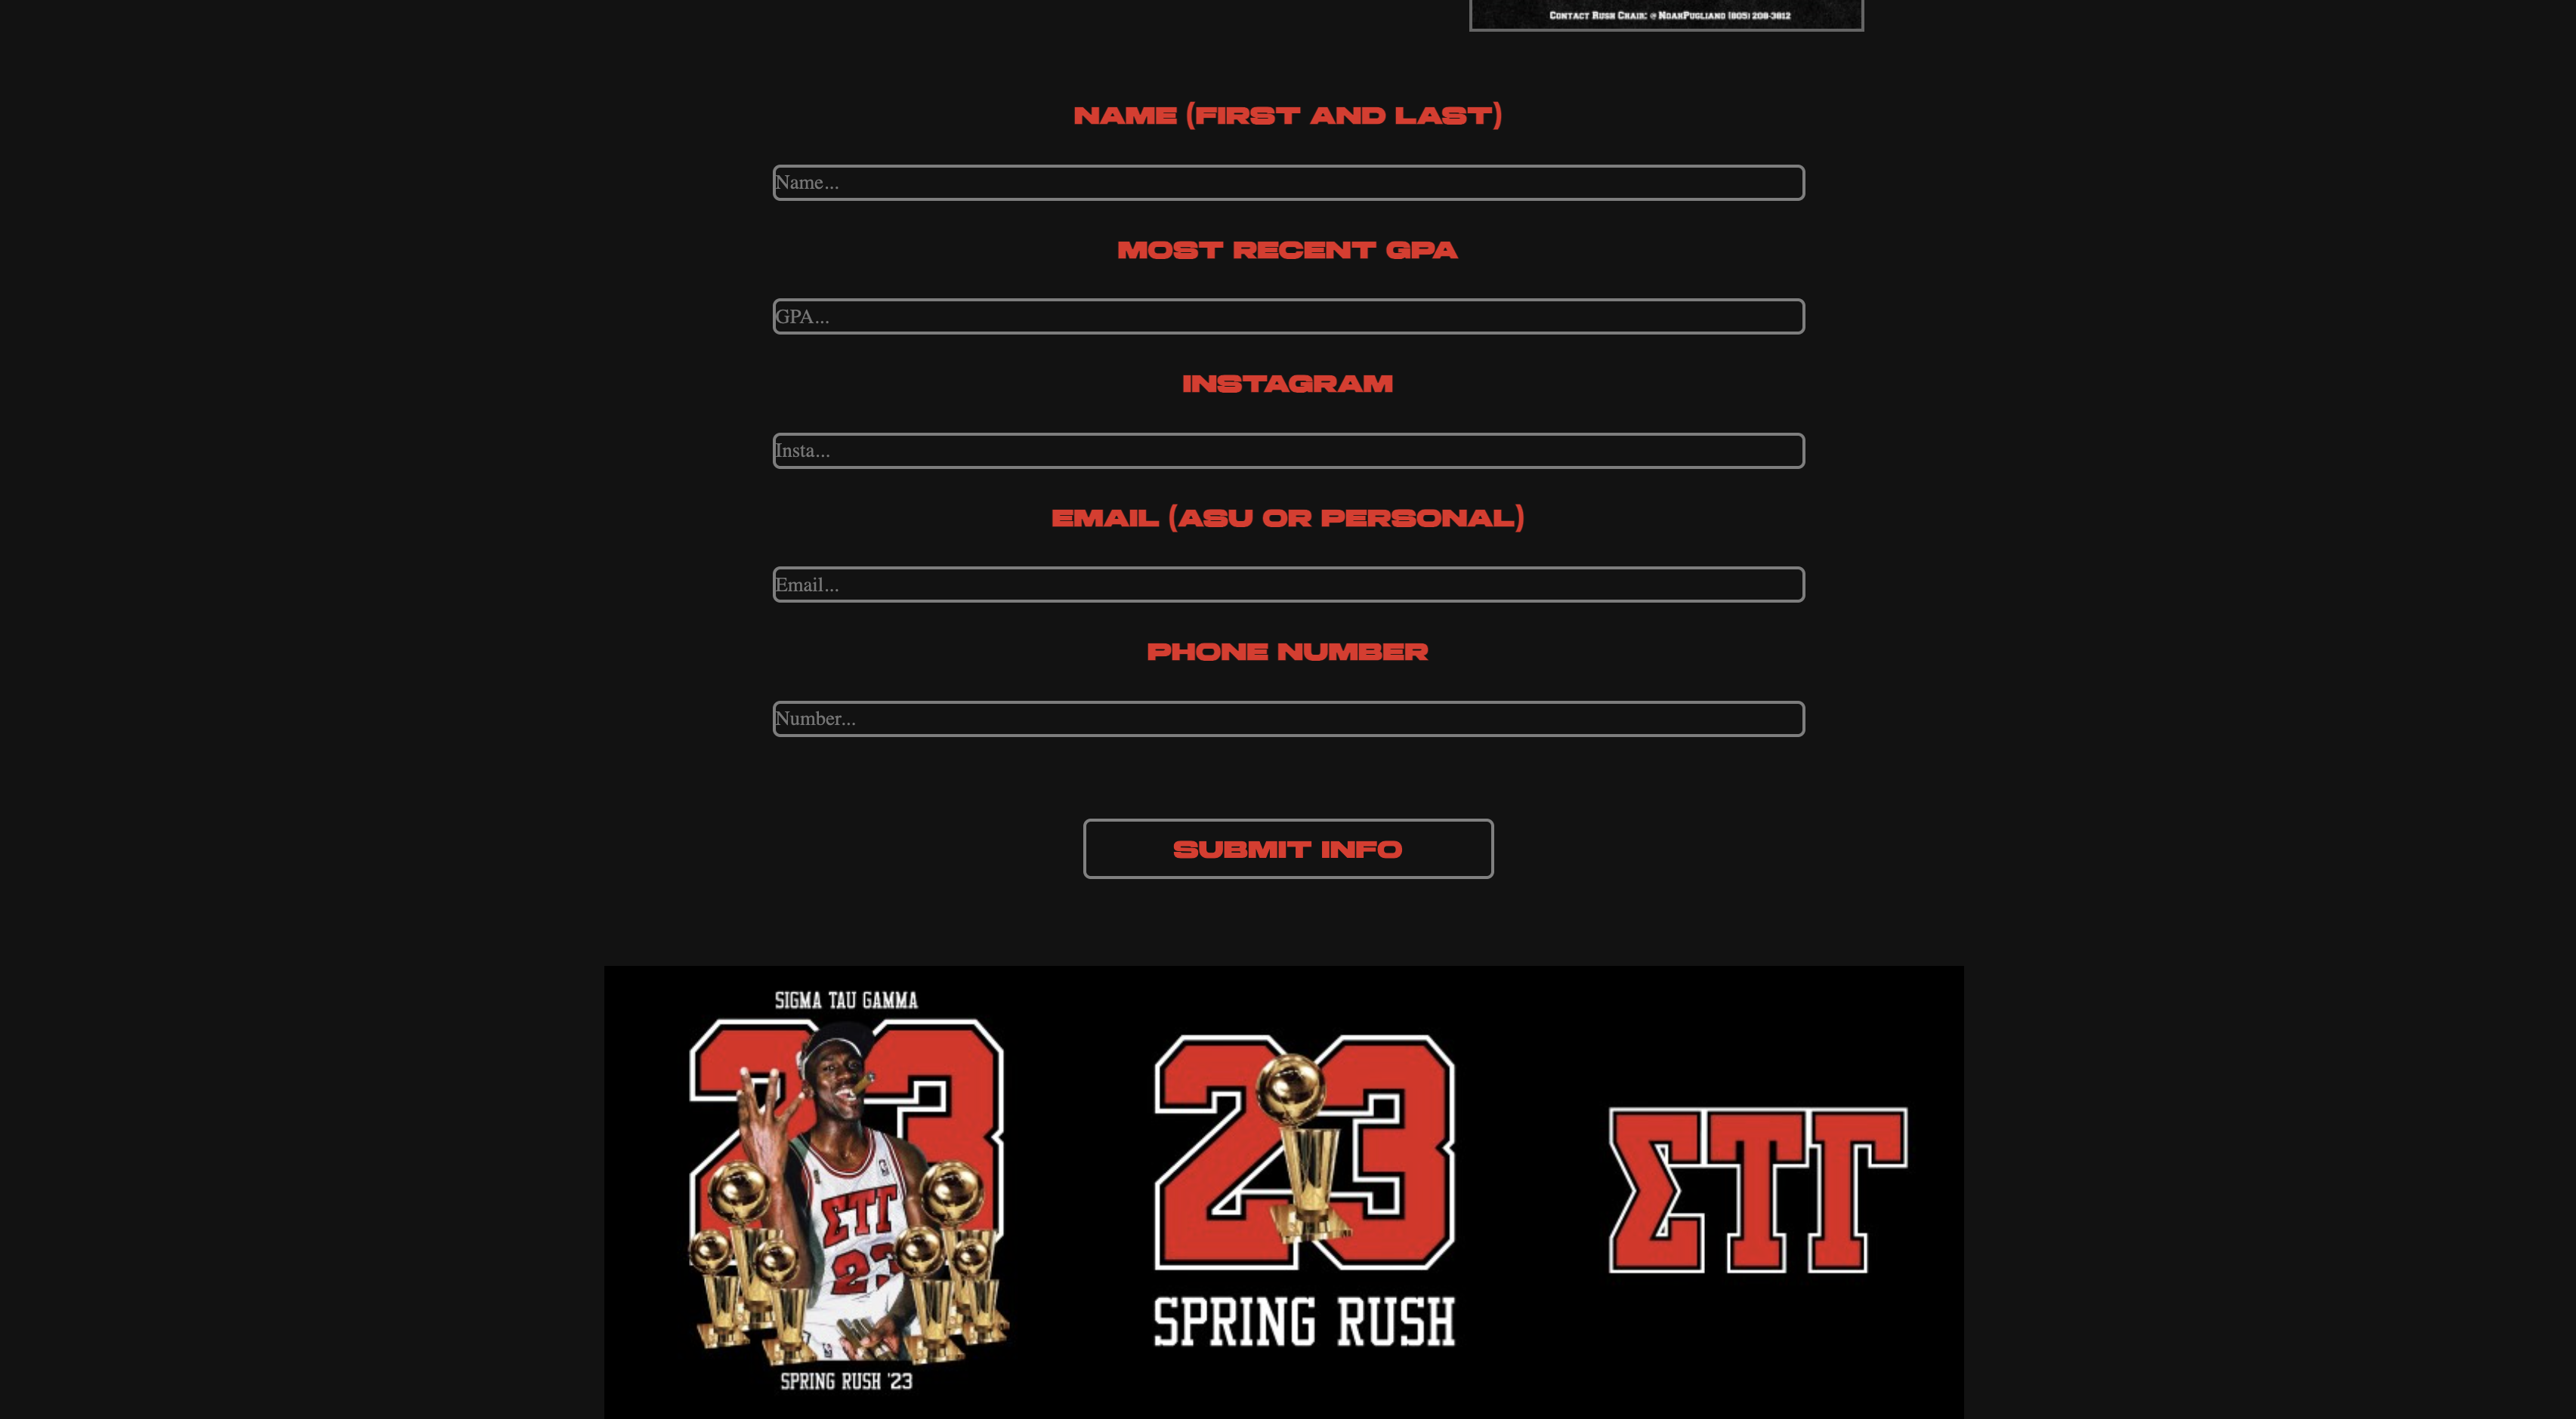 CONTACT RUSH CHAIR: @ NOAHPUGLIANO (805) 208-3812
NAME (FIRST AND LAST)
Name...
MOST RECENT GPA
GPA...
INSTAGRAM
Insta...
EMAIL (ASU OR PERSONAL)
Email...
PHONE NUMBER
Number...
SUBMIT INFO
SIGMA TAU GAMMA
23
ΣΤΓ
23
SPRING RUSH '23
23
SPRING RUSH
ΣΤΓ